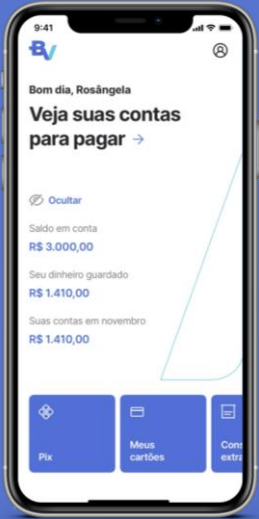 9:41
BV
Bom dia, Rosângela
Veja suas contas
para pagar →
Ocultar
Saldo em conta
R$ 3.000,00
Seu dinheiro guardado
R$ 1.410,00
Suas contas em novembro
R$ 1.410,00
Pix
Meus
cartões
Cons
extra